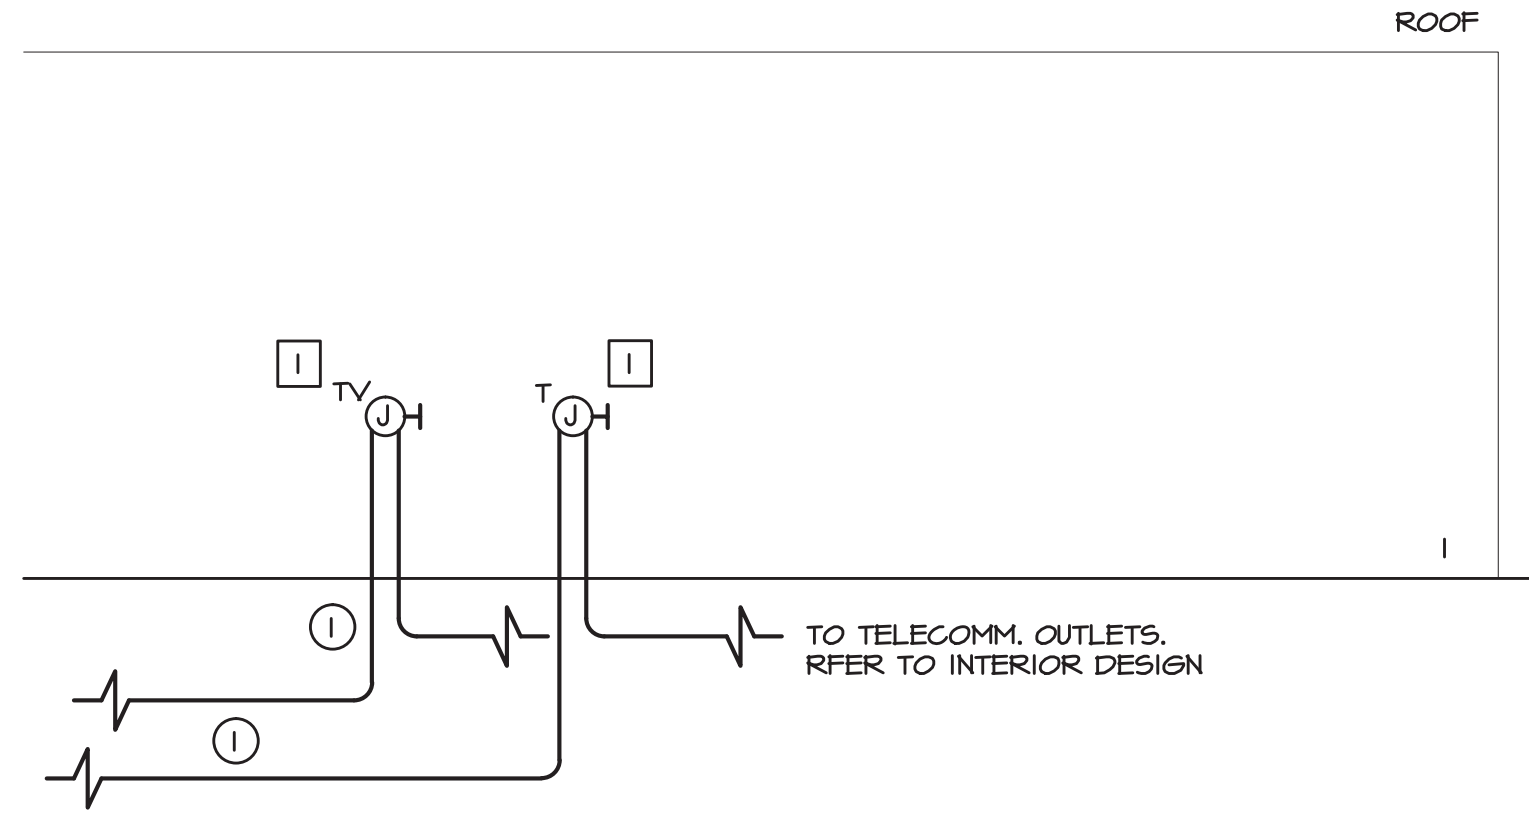 ROOF
1
TV
J
T
J
1
1
1
TO TELECOMM. OUTLETS.
RFER TO INTERIOR DESIGN
1